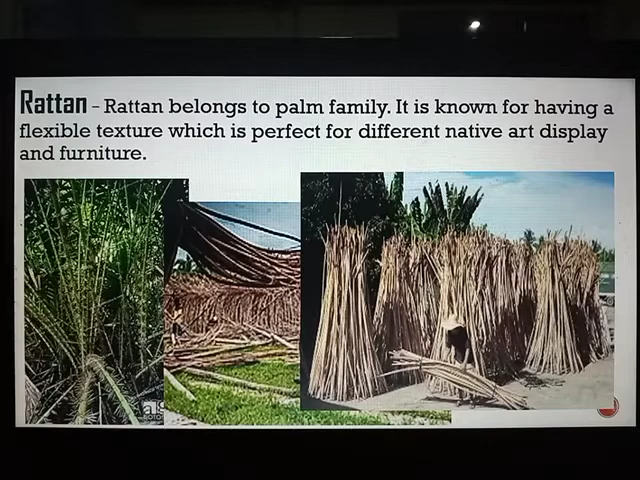 Rattan – Rattan belongs to palm family. It is known for having a
flexible texture which is perfect for different native art display
and furniture.